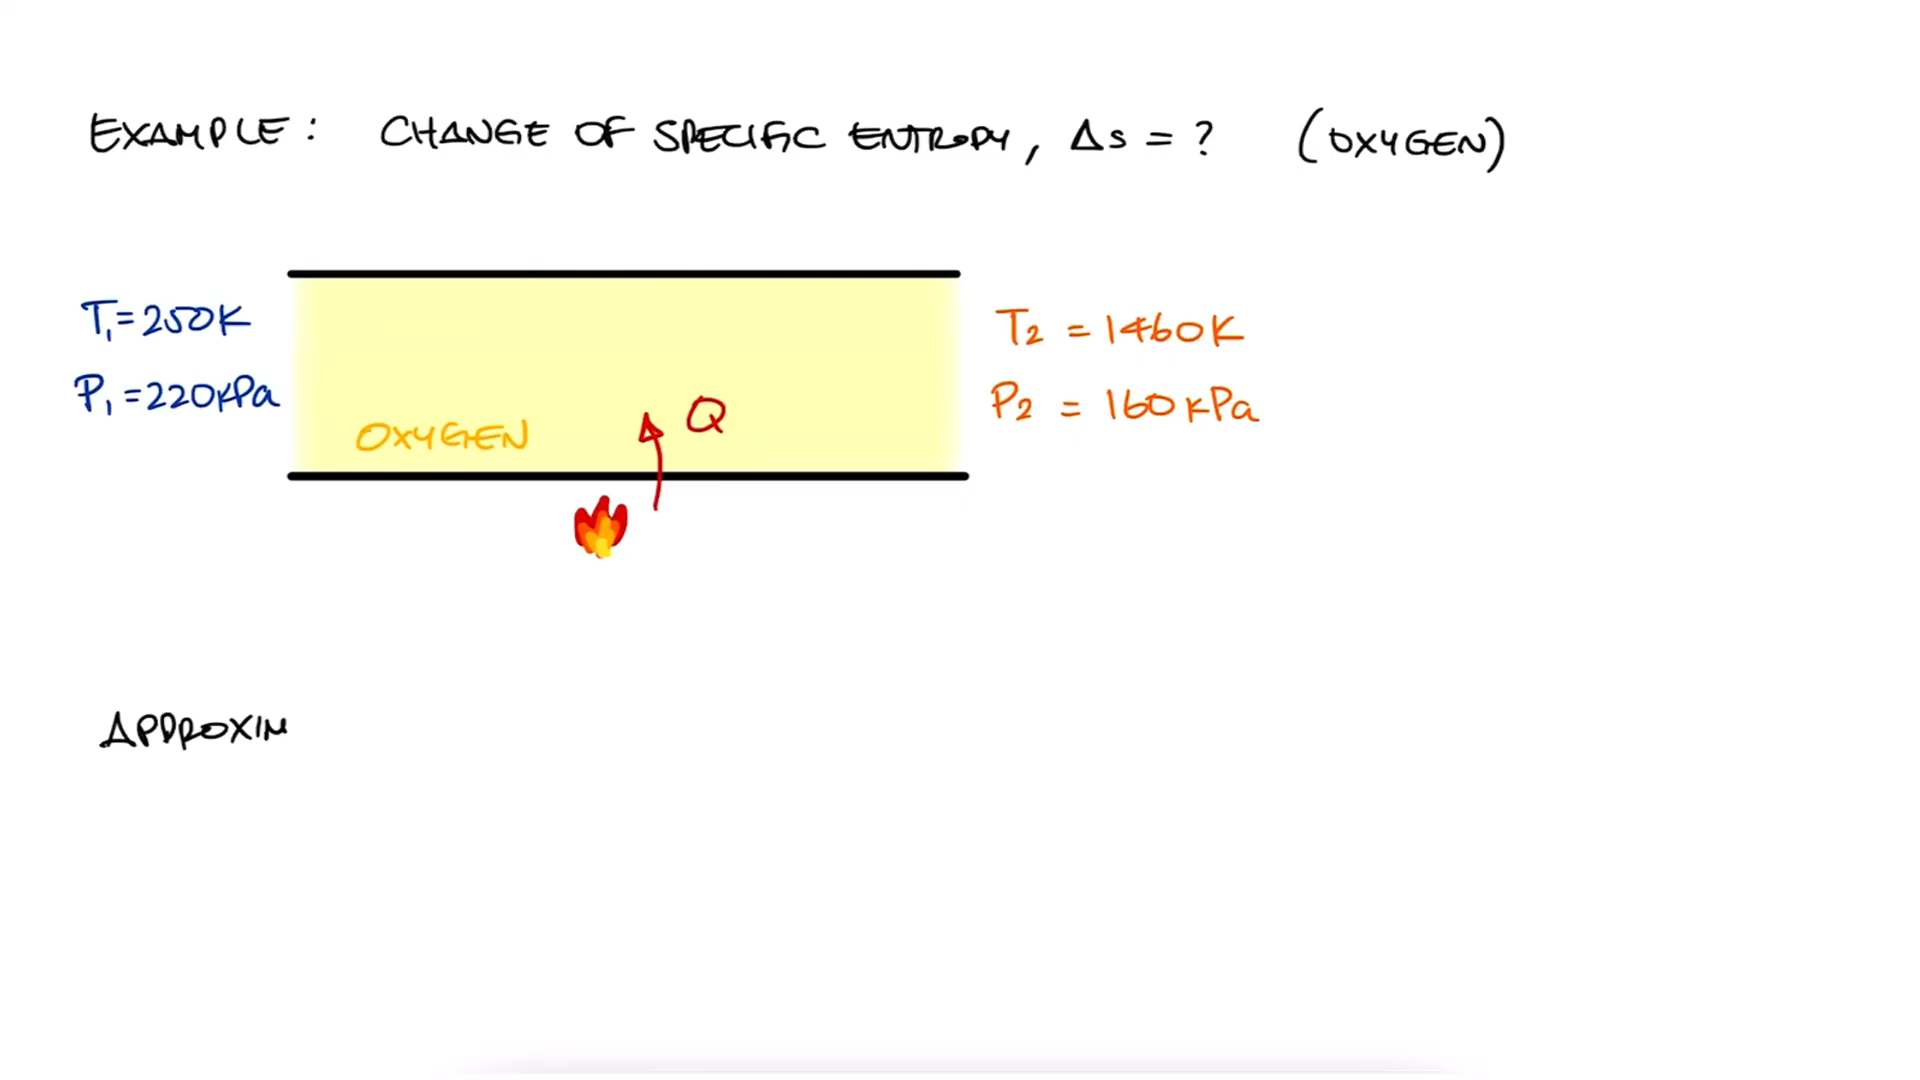 EXAMPLE: CHANGE OF SPECIFIC ENTROPY, Δs = ? (OXYGEN)
T₁=250K
P₁=220kPa
OXYGEN
Q
T₂ = 1460K
P₂ = 160kPa
APPROXIM